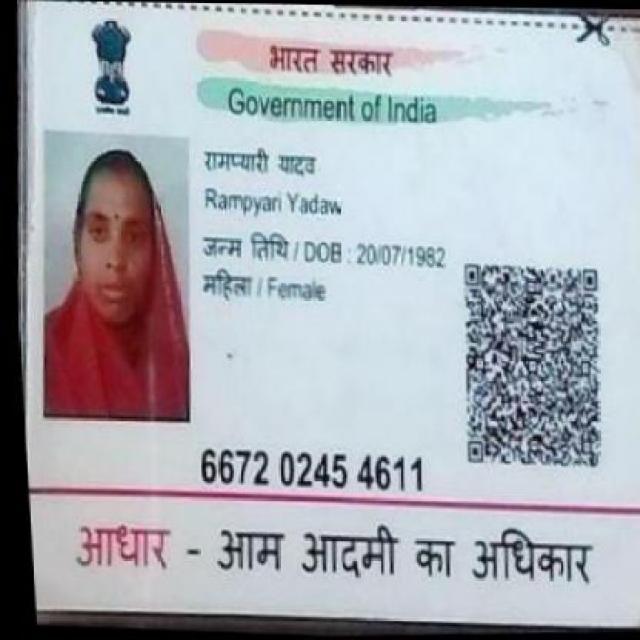 भारत सरकार
Government of India
रामप्यारी यादव
Rampyari Yadaw
जन्म तिथि / DOB : 20/07/1982
महिला / Female
6672 0245 4611
आधार - आम आदमी का अधिकार